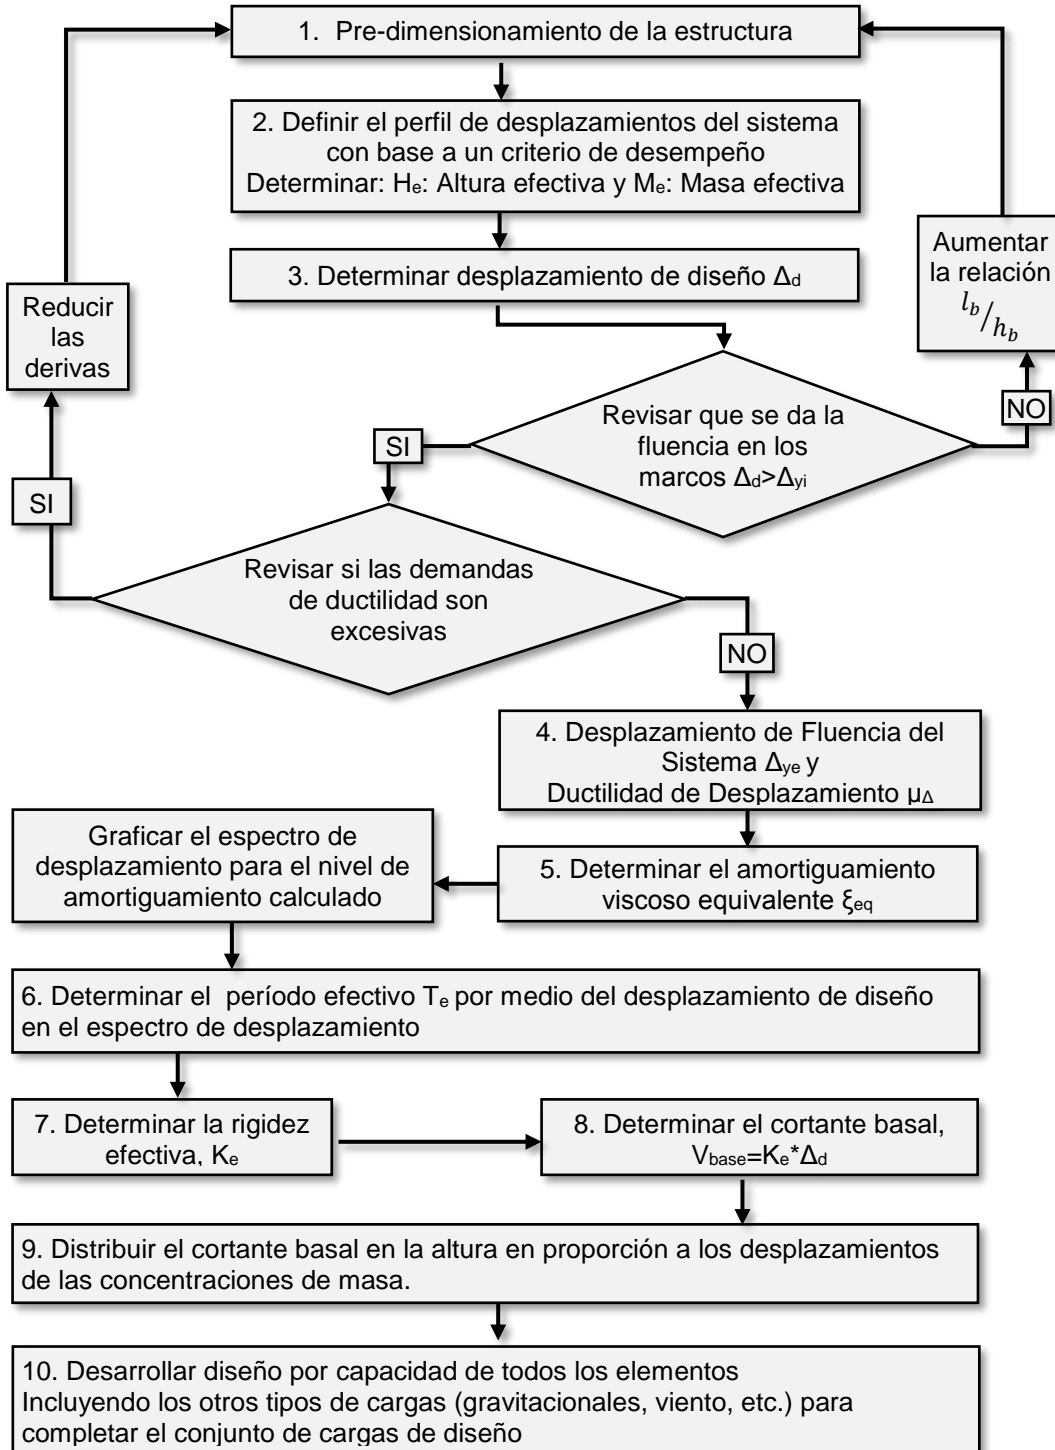 1. Pre-dimensionamiento de la estructura
2. Definir el perfil de desplazamientos del sistema
con base a un criterio de desempeño
Determinar: He: Altura efectiva y Me: Masa efectiva
3. Determinar desplazamiento de diseño Δd
Aumentar
la relación
lb/hb
Reducir
las
derivas
NO
Revisar que se da la
fluencia en los
marcos Δd>Δyi
SI
SI
Revisar si las demandas
de ductilidad son
excesivas
NO
4. Desplazamiento de Fluencia del
Sistema Δye y
Ductilidad de Desplazamiento μΔ
5. Determinar el amortiguamiento
viscoso equivalente ξeq
Graficar el espectro de
desplazamiento para el nivel de
amortiguamiento calculado
6. Determinar el período efectivo Te por medio del desplazamiento de diseño
en el espectro de desplazamiento
7. Determinar la rigidez
efectiva, Ke
8. Determinar el cortante basal,
Vbase=Ke*Δd
9. Distribuir el cortante basal en la altura en proporción a los desplazamientos
de las concentraciones de masa.
10. Desarrollar diseño por capacidad de todos los elementos
Incluyendo los otros tipos de cargas (gravitacionales, viento, etc.) para
completar el conjunto de cargas de diseño